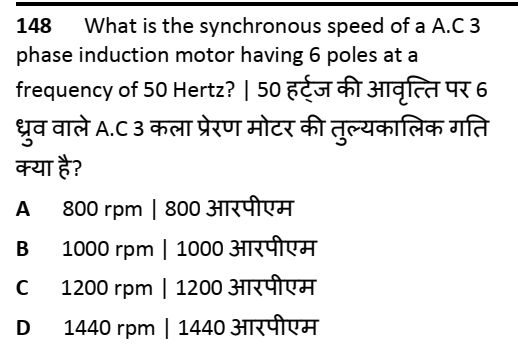 148 What is the synchronous speed of a A.C 3
phase induction motor having 6 poles at a
frequency of 50 Hertz? | 50 हर्ट्ज की आवृत्ति पर 6
ध्रुव वाले A.C 3 कला प्रेरण मोटर की तुल्यकालिक गति
क्या है?
A 800 rpm | 800 आरपीएम
B 1000 rpm | 1000 आरपीएम
C 1200 rpm | 1200 आरपीएम
D 1440 rpm | 1440 आरपीएम